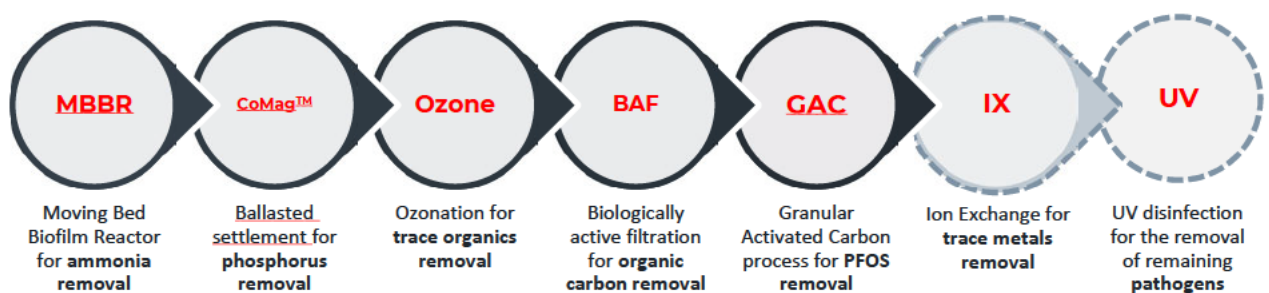 MBBR
CoMag™
Ozone
BAF
GAC
IX
UV
Moving Bed
Biofilm Reactor
for ammonia
removal
Ballasted
settlement for
phosphorus
removal
Ozonation for
trace organics
removal
Biologically
active filtration
for organic
carbon removal
Granular
Activated Carbon
process for PFOS
removal
Ion Exchange for
trace metals
removal
UV disinfection
for the removal
of remaining
pathogens